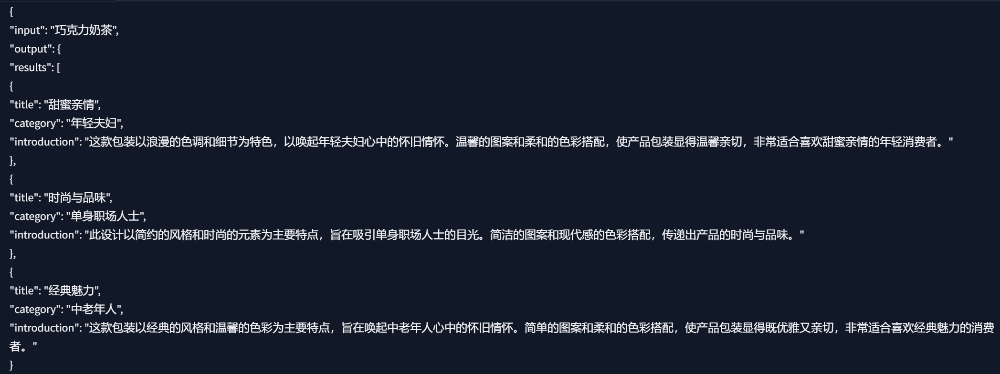 {
"input": "巧克力奶茶",
"output": {
"results": [
{
"title": "甜蜜亲情",
"category": "年轻夫妇",
"introduction": "这款包装以浪漫的色调和细节为特色，以唤起年轻夫妇心中的怀旧情怀。温馨的图案和柔和的色彩搭配，使产品包装显得温馨亲切，非常适合喜欢甜蜜亲情的年轻消费者。"
},
{
"title": "时尚与品味",
"category": "单身职场人士",
"introduction": "此设计以简约的风格和时尚的元素为主要特点，旨在吸引单身职场人士的目光。简洁的图案和现代感的色彩搭配，传递出产品的时尚与品味。"
},
{
"title": "经典魅力",
"category": "中老年人",
"introduction": "这款包装以经典的风格和温馨的色彩为主要特点，旨在唤起中老年人心中的怀旧情怀。简单的图案和柔和的色彩搭配，使产品包装显得既优雅又亲切，非常适合喜欢经典魅力的消费
者。"
}